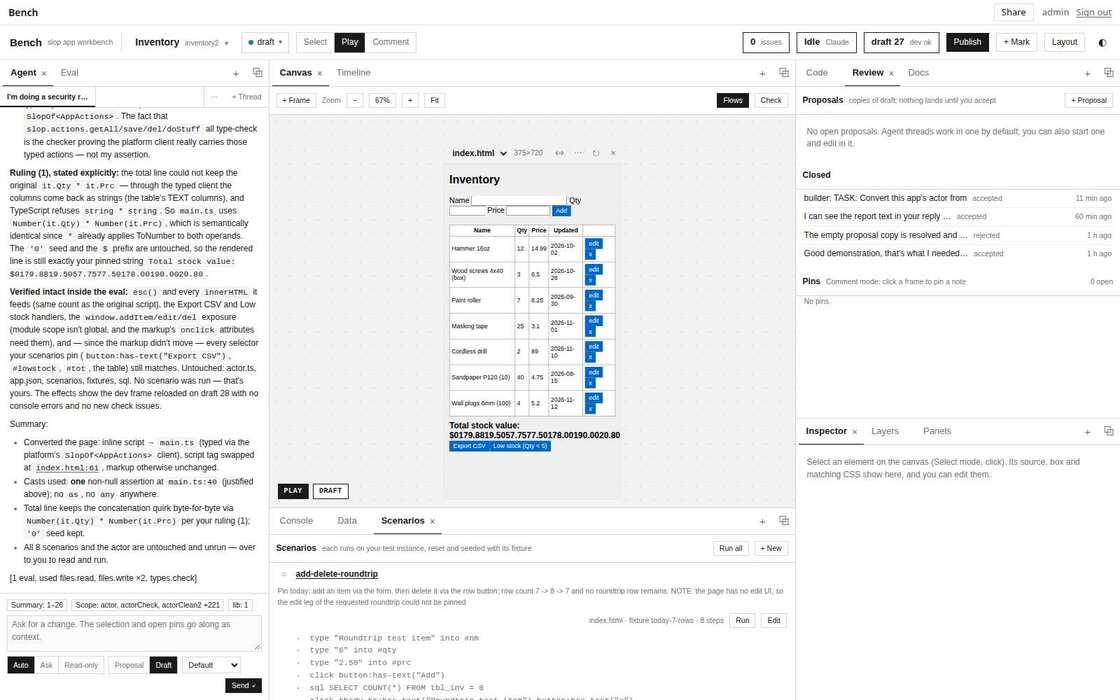 Bench
Share admin Sign out
Bench slop app workbench Inventory inventory2 draft Select Play Comment 0 issues Idle Claude draft 27 dev ok Publish + Mark Layout
Agent × Eval +
I'm doing a security r… ··· + Thread
SlopOf<AppActions> . The fact that
slop.actions.getAll/save/del/doStuff all type-check
is the checker proving the platform client really carries those
typed actions — not my assertion.
Ruling (1), stated explicitly: the total line could not keep the
original it.Qty * it.Prc — through the typed client the
columns come back as strings (the table's TEXT columns), and
TypeScript refuses string * string . So main.ts uses
Number(it.Qty) * Number(it.Prc) , which is semantically
identical since * already applies ToNumber to both operands.
The '0' seed and the $ prefix are untouched, so the rendered
line is still exactly your pinned string Total stock value:
$0179.8819.5057.7577.50178.00190.0020.80 .
Verified intact inside the eval: esc() and every innerHTML it
feeds (same count as the original script), the Export CSV and Low
stock handlers, the window.addItem/edit/del exposure
(module scope isn't global, and the markup's onclick attributes
need them), and — since the markup didn't move — every selector
your scenarios pin ( button:has-text("Export CSV") ,
#lowstock , #tot , the table) still matches. Untouched: actor.ts,
app.json, scenarios, fixtures, sql. No scenario was run — that's
yours. The effects show the dev frame reloaded on draft 28 with no
console errors and no new check issues.
Summary:
• Converted the page: inline script → main.ts (typed via the
platform's SlopOf<AppActions> client), script tag swapped
at index.html:61 , markup otherwise unchanged.
• Casts used: one non-null assertion at main.ts:40 (justified
above); no as , no any anywhere.
• Total line keeps the concatenation quirk byte-for-byte via
Number(it.Qty) * Number(it.Prc) per your ruling (1);
'0' seed kept.
• All 8 scenarios and the actor are untouched and unrun — over
to you to read and run.
[1 eval, used files.read, files.write ×2, types.check]
Summary: 1–26 Scope: actor, actorCheck, actorClean2 +221 lib: 1
Ask for a change. The selection and open pins go along as
context.
Auto Ask Read-only Proposal Draft Default
Send
Canvas × Timeline +
+ Frame Zoom − 67% + Fit Flows Check
index.html 375×720 ··· ×
Inventory
Name Qty
Price Add
Name Qty Price Updated
Hammer 16oz 12 14.99 2026-10-02 edit x
Wood screws 4x40 (box) 3 6.5 2026-10-28 edit x
Paint roller 7 8.25 2026-09-30 edit x
Masking tape 25 3.1 2026-11-01 edit x
Cordless drill 2 89 2026-11-10 edit x
Sandpaper P120 (10) 40 4.75 2026-08-15 edit x
Wall plugs 6mm (100) 4 5.2 2026-11-12 edit x
Total stock value:
$0179.8819.5057.7577.50178.00190.0020.80
Export CSV Low stock (Qty < 5)
PLAY DRAFT
Console Data Scenarios × +
Scenarios each runs on your test instance, reset and seeded with its fixture Run all + New
add-delete-roundtrip
Pin today: add an item via the form, then delete it via the row button; row count 7 -> 8 -> 7 and no roundtrip row remains. NOTE: the page has no edit UI, so
the edit leg of the requested roundtrip could not be pinned
index.html · fixture today-7-rows · 8 steps Run Edit
· type "Roundtrip test item" into #nm
· type "6" into #qty
· type "2.50" into #prc
· click button:has-text("Add")
· sql SELECT COUNT(*) FROM tbl_inv = 8
Code Review × Docs +
Proposals copies of draft; nothing lands until you accept + Proposal
No open proposals. Agent threads work in one by default; you can also start one
and edit in it.
Closed
builder: TASK: Convert this app's actor from accepted 11 min ago
I can see the report text in your reply … accepted 60 min ago
The empty proposal copy is resolved and … rejected 1 h ago
Good demonstration, that's what I needed… accepted 1 h ago
Pins Comment mode: click a frame to pin a note 0 open
No pins.
Inspector × Layers Panels +
Select an element on the canvas (Select mode, click). Its source, box and
matching CSS show here, and you can edit them.